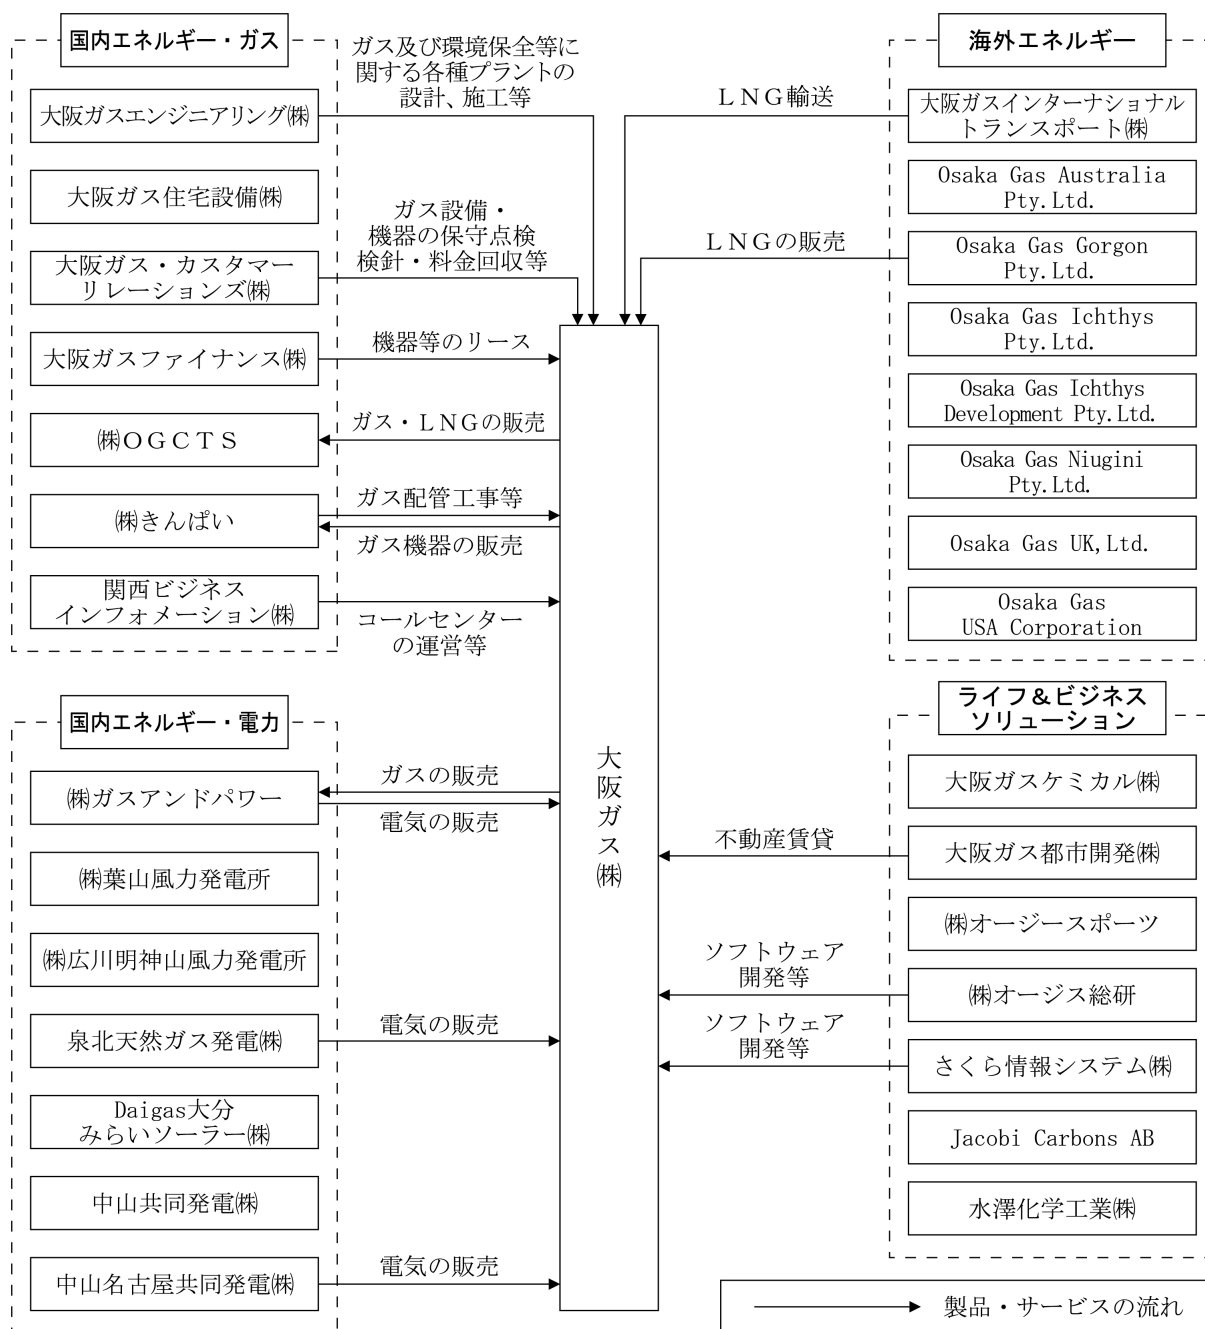 国内エネルギー・ガス
大阪ガスエンジニアリング㈱
ガス及び環境保全等に
関する各種プラントの
設計、施工等
大阪ガス住宅設備㈱
大阪ガス・カスタマー
リレーションズ㈱
ガス設備・
機器の保守点検
検針・料金回収等
大阪ガスファイナンス㈱
機器等のリース
㈱ＯＧＣＴＳ
ガス・ＬＮＧの販売
㈱きんぱい
ガス配管工事等
ガス機器の販売
関西ビジネス
インフォメーション㈱
コールセンター
の運営等
国内エネルギー・電力
㈱ガスアンドパワー
ガスの販売
電気の販売
㈱葉山風力発電所
㈱広川明神山風力発電所
泉北天然ガス発電㈱
電気の販売
Daigas大分
みらいソーラー㈱
中山共同発電㈱
中山名古屋共同発電㈱
電気の販売
大阪ガス㈱
海外エネルギー
ＬＮＧ輸送
大阪ガスインターナショナル
トランスポート㈱
Osaka Gas Australia
Pty.Ltd.
ＬＮＧの販売
Osaka Gas Gorgon
Pty.Ltd.
Osaka Gas Ichthys
Pty.Ltd.
Osaka Gas Ichthys
Development Pty.Ltd.
Osaka Gas Niugini
Pty.Ltd.
Osaka Gas UK,Ltd.
Osaka Gas
USA Corporation
ライフ＆ビジネス
ソリューション
大阪ガスケミカル㈱
不動産賃貸
大阪ガス都市開発㈱
㈱オージースポーツ
ソフトウェア
開発等
㈱オージス総研
ソフトウェア
開発等
さくら情報システム㈱
Jacobi Carbons AB
水澤化学工業㈱
製品・サービスの流れ